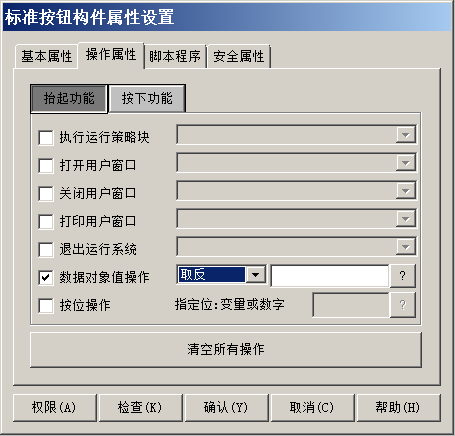 标准按钮构件属性设置
基本属性 操作属性 脚本程序 安全属性
抬起功能 按下功能
执行运行策略块
打开用户窗口
关闭用户窗口
打印用户窗口
退出运行系统
数据对象值操作 取反 ?
按位操作 指定位:变量或数字 ?
清空所有操作
权限(A) 检查(K) 确认(Y) 取消(C) 帮助(H)